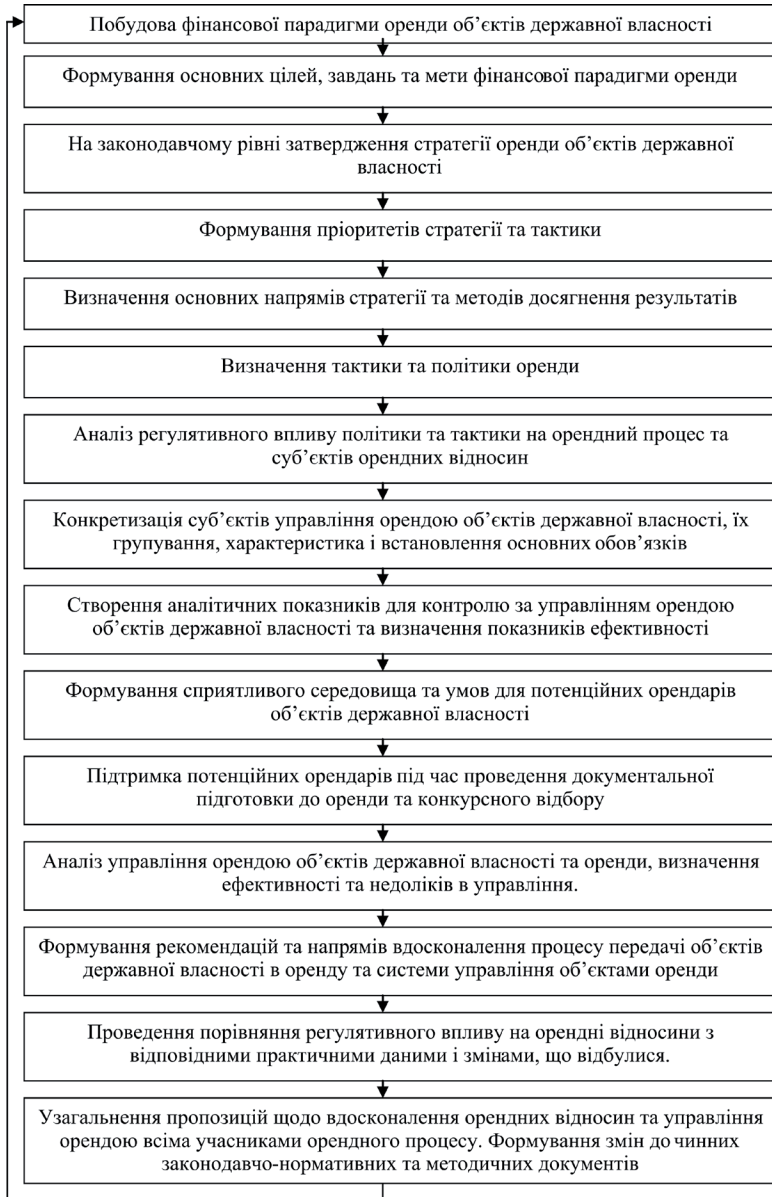 Побудова фінансової парадигми оренди об’єктів державної власності
Формування основних цілей, завдань та мети фінансової парадигми оренди
На законодавчому рівні затвердження стратегії оренди об’єктів державної
власності
Формування пріоритетів стратегії та тактики
Визначення основних напрямів стратегії та методів досягнення результатів
Визначення тактики та політики оренди
Аналіз регулятивного впливу політики та тактики на орендний процес та
суб’єктів орендних відносин
Конкретизація суб’єктів управління орендою об’єктів державної власності, їх
групування, характеристика і встановлення основних обов’язків
Створення аналітичних показників для контролю за управлінням орендою
об’єктів державної власності та визначення показників ефективності
Формування сприятливого середовища та умов для потенційних орендарів
об’єктів державної власності
Підтримка потенційних орендарів під час проведення документальної
підготовки до оренди та конкурсного відбору
Аналіз управління орендою об’єктів державної власності та оренди, визначення
ефективності та недоліків в управління.
Формування рекомендацій та напрямів вдосконалення процесу передачі об’єктів
державної власності в оренду та системи управління об’єктами оренди
Проведення порівняння регулятивного впливу на орендні відносини з
відповідними практичними даними і змінами, що відбулися.
Узагальнення пропозицій щодо вдосконалення орендних відносин та управління
орендою всіма учасниками орендного процесу. Формування змін до чинних
законодавчо-нормативних та методичних документів